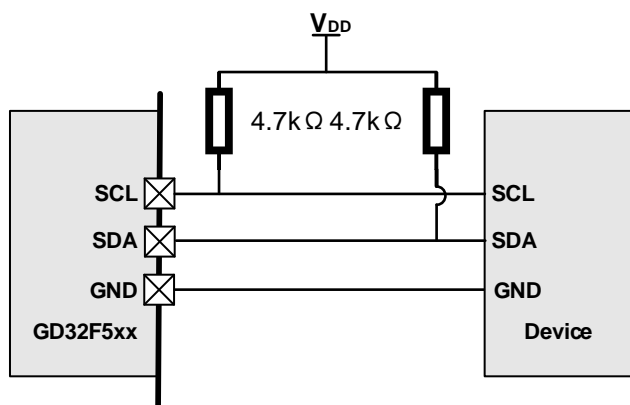 VDD
4.7kΩ 4.7kΩ
SCL SCL
SDA SDA
GND GND
GD32F5xx Device